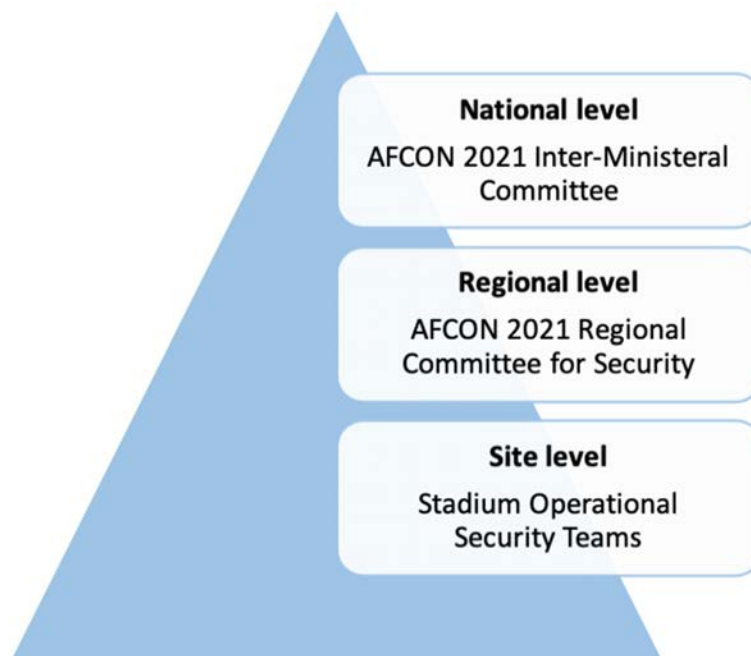 National level
AFCON 2021 Inter-Ministeral
Committee
Regional level
AFCON 2021 Regional
Committee for Security
Site level
Stadium Operational
Security Teams